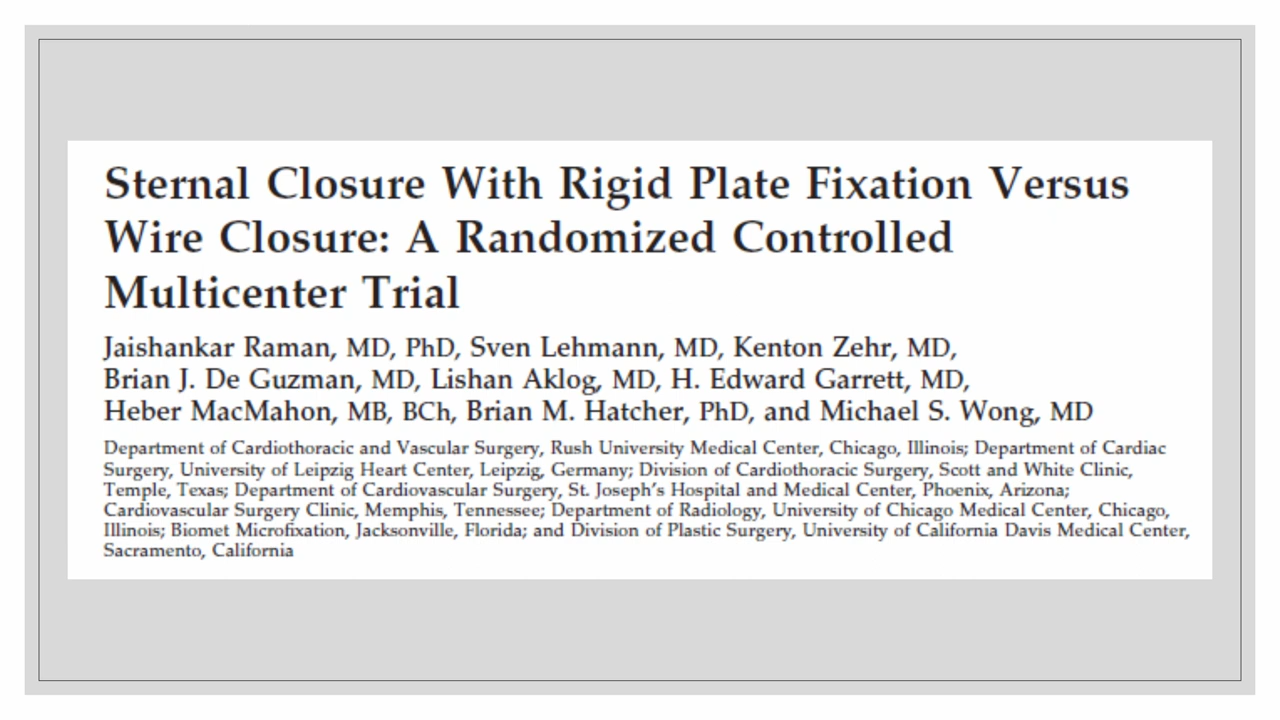 Sternal Closure With Rigid Plate Fixation Versus
Wire Closure: A Randomized Controlled
Multicenter Trial
Jaishankar Raman, MD, PhD, Sven Lehmann, MD, Kenton Zehr, MD,
Brian J. De Guzman, MD, Lishan Aklog, MD, H. Edward Garrett, MD,
Heber MacMahon, MB, BCh, Brian M. Hatcher, PhD, and Michael S. Wong, MD
Department of Cardiothoracic and Vascular Surgery, Rush University Medical Center, Chicago, Illinois; Department of Cardiac
Surgery, University of Leipzig Heart Center, Leipzig, Germany; Division of Cardiothoracic Surgery, Scott and White Clinic,
Temple, Texas; Department of Cardiovascular Surgery, St. Joseph's Hospital and Medical Center, Phoenix, Arizona;
Cardiovascular Surgery Clinic, Memphis, Tennessee; Department of Radiology, University of Chicago Medical Center, Chicago,
Illinois; Biomet Microfixation, Jacksonville, Florida; and Division of Plastic Surgery, University of California Davis Medical Center,
Sacramento, California